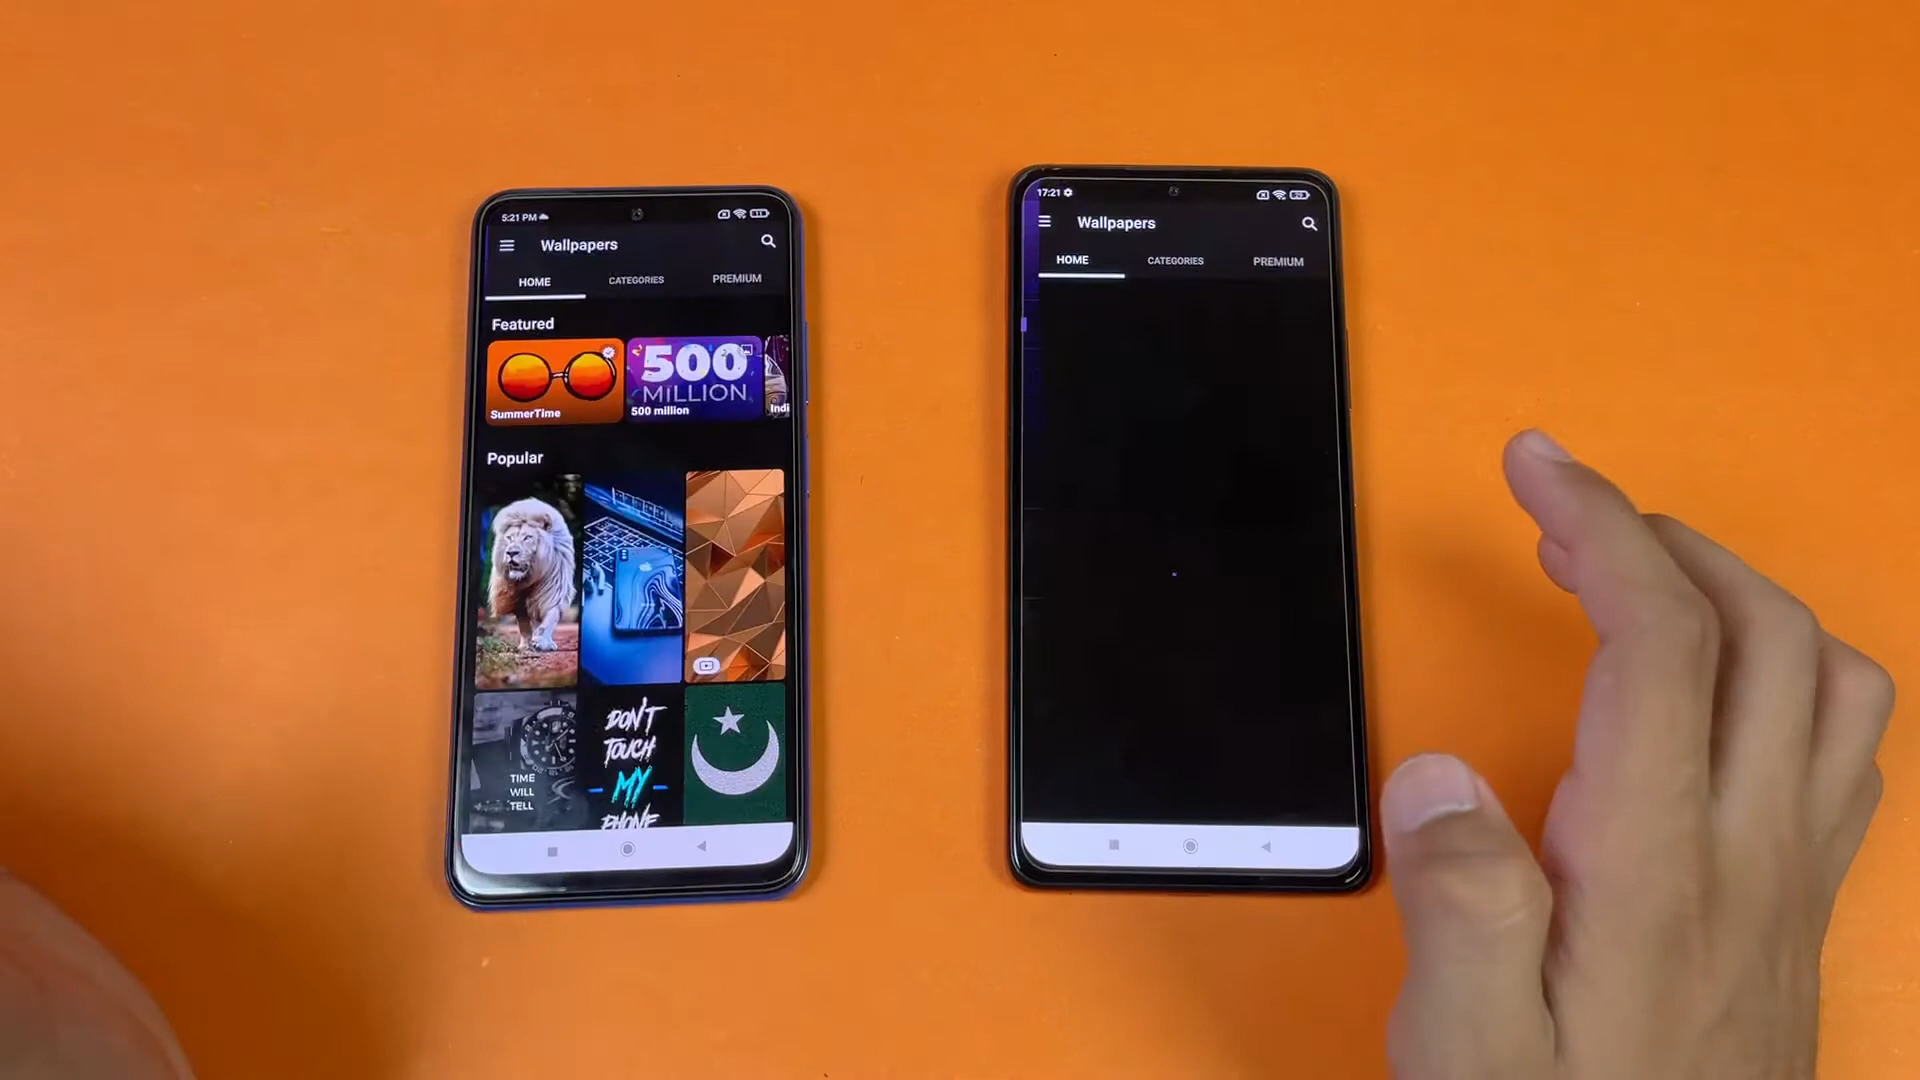 5:21 PM
Wallpapers
HOME CATEGORIES PREMIUM
Featured
500
MILLION
SummerTime
500 million
Indi
Popular
TIME
WILL
TELL
DON'T
TOUCH
MY
PHONE
17:21
Wallpapers
HOME CATEGORIES PREMIUM